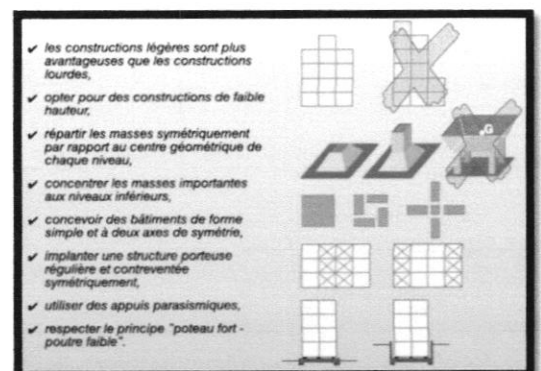 ✔ les constructions légères sont plus
avantageuses que les constructions
lourdes,
✔ opter pour des constructions de faible
hauteur,
✔ répartir les masses symétriquement
par rapport au centre géométrique de
chaque niveau,
✔ concentrer les masses importantes
aux niveaux inférieurs,
✔ concevoir des bâtiments de forme
simple et à deux axes de symétrie,
✔ implanter une structure porteuse
régulière et contreventée
symétriquement,
✔ utiliser des appuis parasismiques,
✔ respecter le principe "poteau fort -
poutre faible".
G